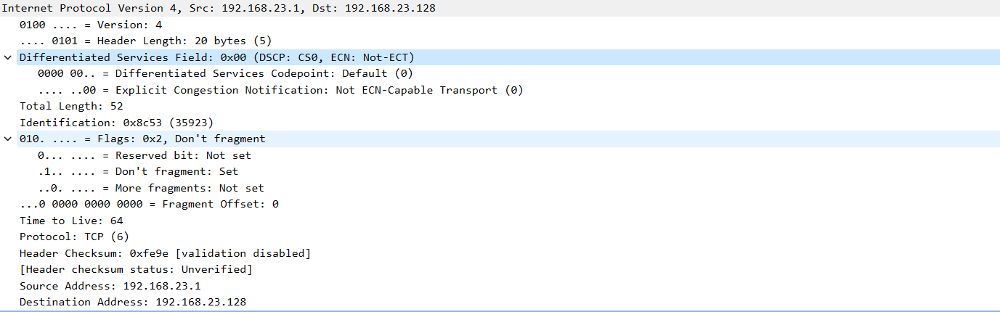 Internet Protocol Version 4, Src: 192.168.23.1, Dst: 192.168.23.128
0100 .... = Version: 4
.... 0101 = Header Length: 20 bytes (5)
Differentiated Services Field: 0x00 (DSCP: CS0, ECN: Not-ECT)
0000 00.. = Differentiated Services Codepoint: Default (0)
.... ..00 = Explicit Congestion Notification: Not ECN-Capable Transport (0)
Total Length: 52
Identification: 0x8c53 (35923)
010. .... = Flags: 0x2, Don't fragment
0... .... = Reserved bit: Not set
.1.. .... = Don't fragment: Set
..0. .... = More fragments: Not set
...0 0000 0000 0000 = Fragment Offset: 0
Time to Live: 64
Protocol: TCP (6)
Header Checksum: 0xfe9e [validation disabled]
[Header checksum status: Unverified]
Source Address: 192.168.23.1
Destination Address: 192.168.23.128